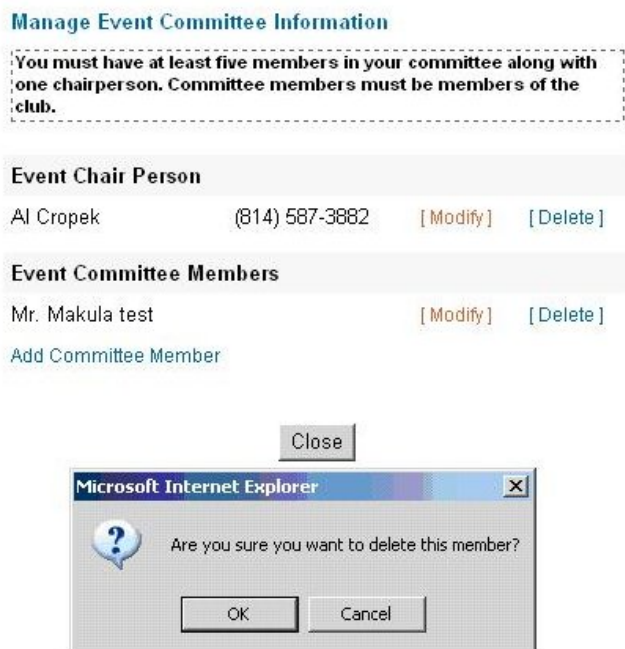 Manage Event Committee Information
You must have at least five members in your committee along with
one chairperson. Committee members must be members of the
club.
Event Chair Person
Al Cropek (814) 587-3882 [ Modify ] [ Delete ]
Event Committee Members
Mr. Makula test [ Modify ] [ Delete ]
Add Committee Member
Close
Microsoft Internet Explorer
Are you sure you want to delete this member?
OK Cancel